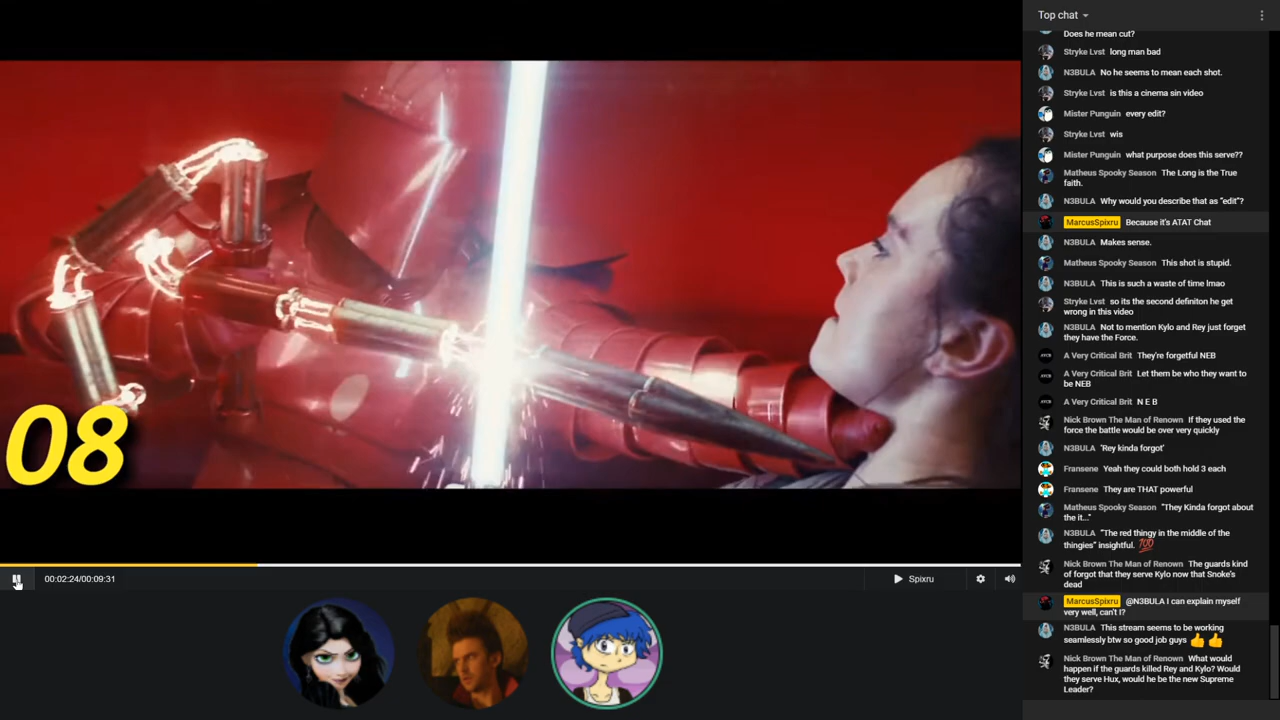 Top chat
Does he mean cut?
Stryke Lvst long man bad
N3BULA No he seems to mean each shot.
Stryke Lvst is this a cinema sin video
Mister Punguin every edit?
Stryke Lvst wis
Mister Punguin what purpose does this serve??
Matheus Spooky Season The Long is the True
faith.
N3BULA Why would you describe that as "edit"?
MarcusSpixru Because it's ATAT Chat
N3BULA Makes sense.
Matheus Spooky Season This shot is stupid.
N3BULA This is such a waste of time lmao
Stryke Lvst so its the second definiton he get
wrong in this video
N3BULA Not to mention Kylo and Rey just forget
they have the Force.
A Very Critical Brit They're forgetful NEB
A Very Critical Brit Let them be who they want to
be NEB
A Very Critical Brit N E B
Nick Brown The Man of Renown If they used the
force the battle would be over very quickly
N3BULA 'Rey kinda forgot'
Fransene Yeah they could both hold 3 each
Fransene They are THAT powerful
Matheus Spooky Season "They Kinda forgot about
the it..."
N3BULA "The red thingy in the middle of the
thingies" insightful. 💯
Nick Brown The Man of Renown The guards kind
of forgot that they serve Kylo now that Snoke's
dead
MarcusSpixru @N3BULA I can explain myself
very well, can't I?
N3BULA This stream seems to be working
seamlessly btw so good job guys 👍👍
Nick Brown The Man of Renown What would
happen if the guards killed Rey and Kylo? Would
they serve Hux, would he be the new Supreme
Leader?
08
00:02:24/00:09:31
Spixru